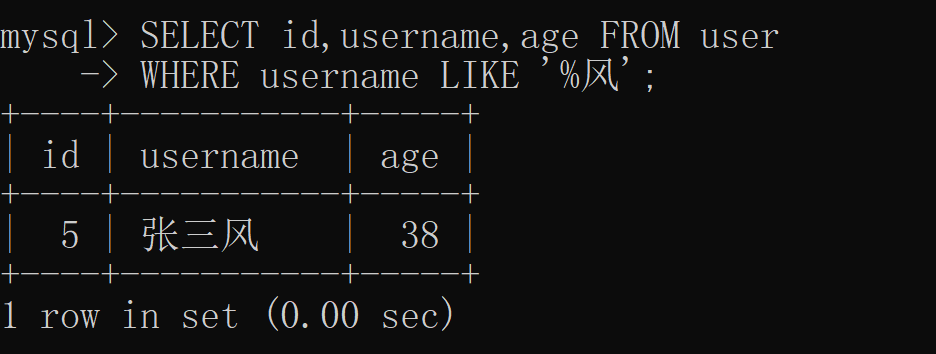 mysql> SELECT id,username,age FROM user
    -> WHERE username LIKE '%风';
+----+-----------+-----+
| id | username  | age |
+----+-----------+-----+
|  5 | 张三风    |  38 |
+----+-----------+-----+
1 row in set (0.00 sec)